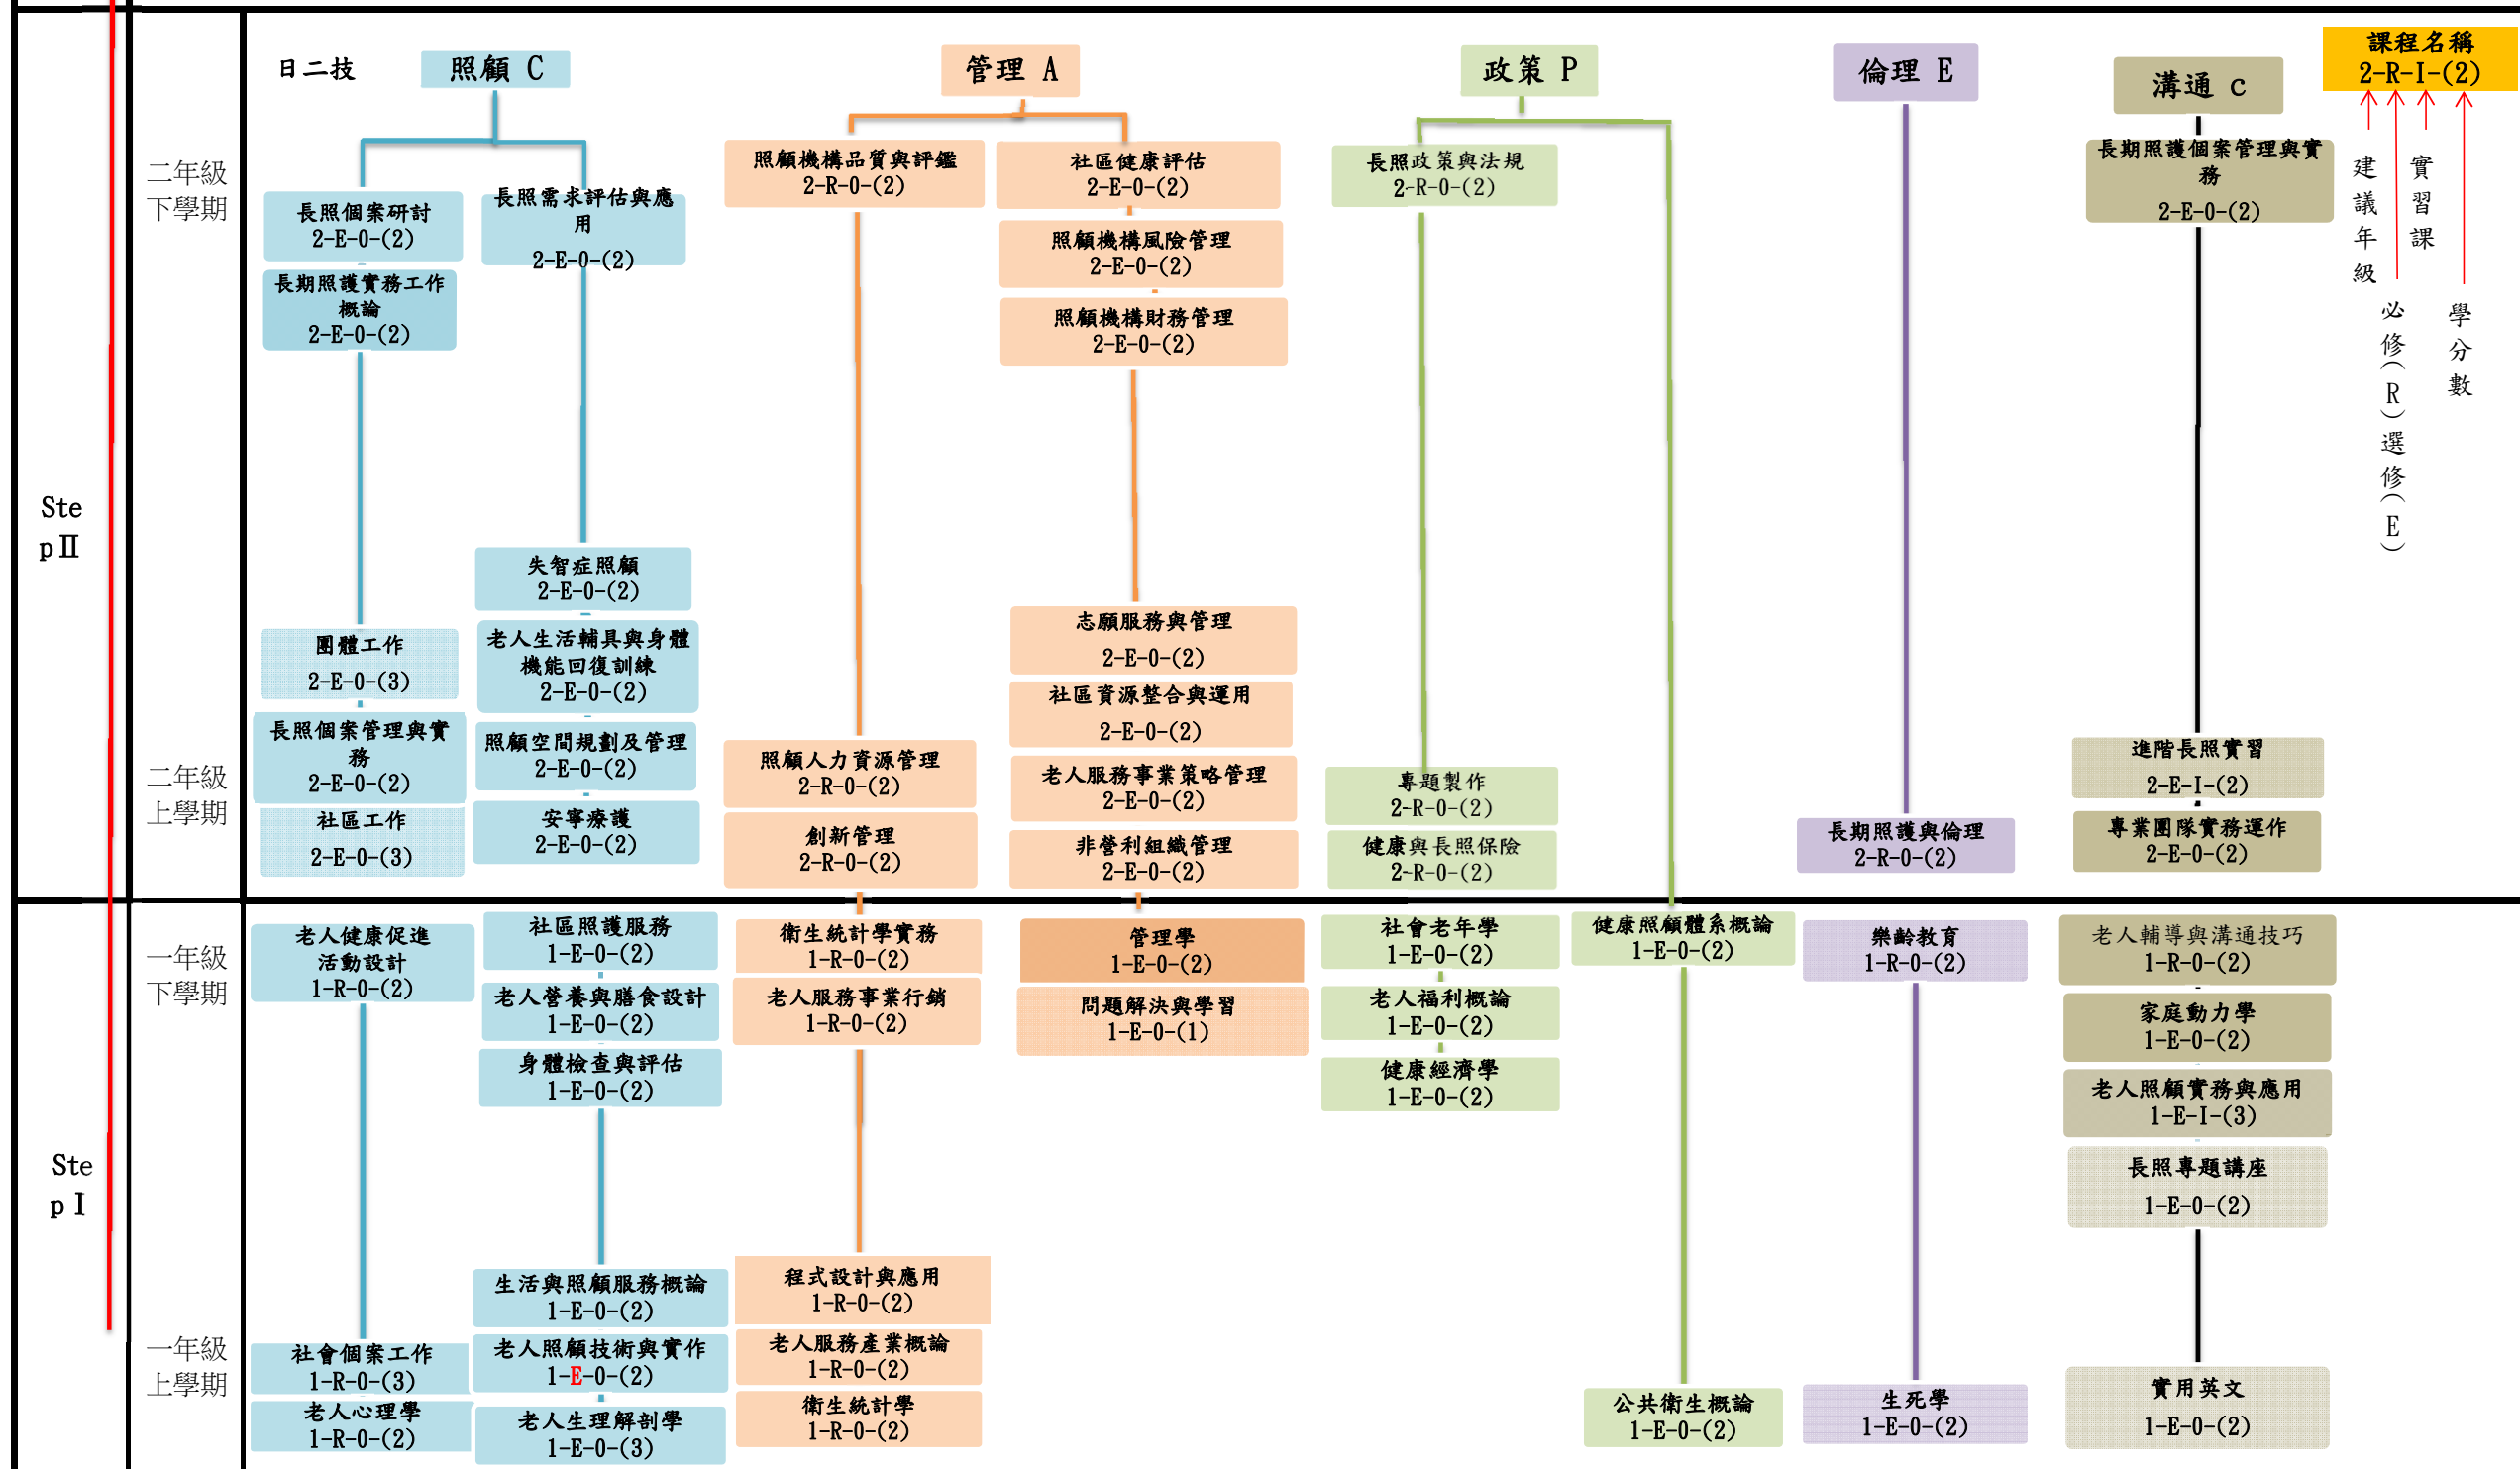 日二技
照顧 C
管理 A
政策 P
倫理 E
溝通 c
課程名稱
2-R-I-(2)
建議年級
必修(R)選修(E)
實習課
學分數
Ste
pⅡ
二年級
下學期
長照個案研討
2-E-0-(2)
長期照護實務工作
概論
2-E-0-(2)
長照需求評估與應
用
2-E-0-(2)
照顧機構品質與評鑑
2-R-0-(2)
社區健康評估
2-E-0-(2)
照顧機構風險管理
2-E-0-(2)
照顧機構財務管理
2-E-0-(2)
長照政策與法規
2-R-0-(2)
長期照護個案管理與實
務
2-E-0-(2)
二年級
上學期
團體工作
2-E-0-(3)
長照個案管理與實
務
2-E-0-(2)
社區工作
2-E-0-(3)
失智症照顧
2-E-0-(2)
老人生活輔具與身體
機能回復訓練
2-E-0-(2)
照顧空間規劃及管理
2-E-0-(2)
安寧療護
2-E-0-(2)
照顧人力資源管理
2-R-0-(2)
創新管理
2-R-0-(2)
志願服務與管理
2-E-0-(2)
社區資源整合與運用
2-E-0-(2)
老人服務事業策略管理
2-E-0-(2)
非營利組織管理
2-E-0-(2)
專題製作
2-R-0-(2)
健康與長照保險
2-R-0-(2)
長期照護與倫理
2-R-0-(2)
進階長照實習
2-E-I-(2)
專業團隊實務運作
2-E-0-(2)
Ste
pⅠ
一年級
下學期
老人健康促進
活動設計
1-R-0-(2)
社區照護服務
1-E-0-(2)
老人營養與膳食設計
1-E-0-(2)
身體檢查與評估
1-E-0-(2)
衛生統計學實務
1-R-0-(2)
老人服務事業行銷
1-R-0-(2)
管理學
1-E-0-(2)
問題解決與學習
1-E-0-(1)
社會老年學
1-E-0-(2)
老人福利概論
1-E-0-(2)
健康經濟學
1-E-0-(2)
健康照顧體系概論
1-E-0-(2)
樂齡教育
1-R-0-(2)
老人輔導與溝通技巧
1-R-0-(2)
家庭動力學
1-E-0-(2)
老人照顧實務與應用
1-E-I-(3)
長照專題講座
1-E-0-(2)
一年級
上學期
社會個案工作
1-R-0-(3)
老人心理學
1-R-0-(2)
生活與照顧服務概論
1-E-0-(2)
老人照顧技術與實作
1-E-0-(2)
老人生理解剖學
1-E-0-(3)
程式設計與應用
1-R-0-(2)
老人服務產業概論
1-R-0-(2)
衛生統計學
1-R-0-(2)
公共衛生概論
1-E-0-(2)
生死學
1-E-0-(2)
實用英文
1-E-0-(2)